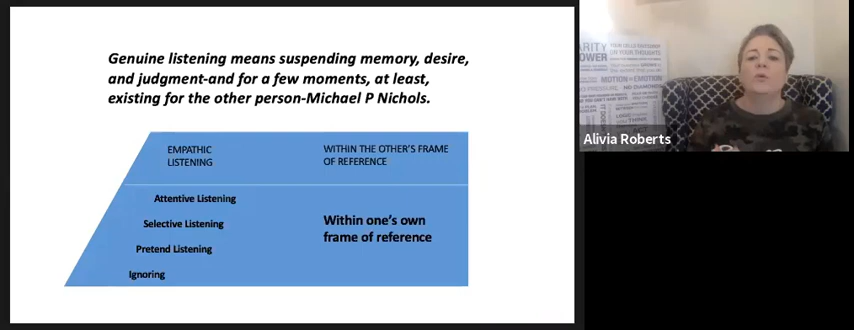 Genuine listening means suspending memory, desire,
and judgment-and for a few moments, at least,
existing for the other person-Michael P Nichols.
EMPATHIC
LISTENING
WITHIN THE OTHER'S FRAME
OF REFERENCE
Attentive Listening
Selective Listening
Pretend Listening
Ignoring
Within one's own
frame of reference
MOTION
EMOTION
Alivia Roberts